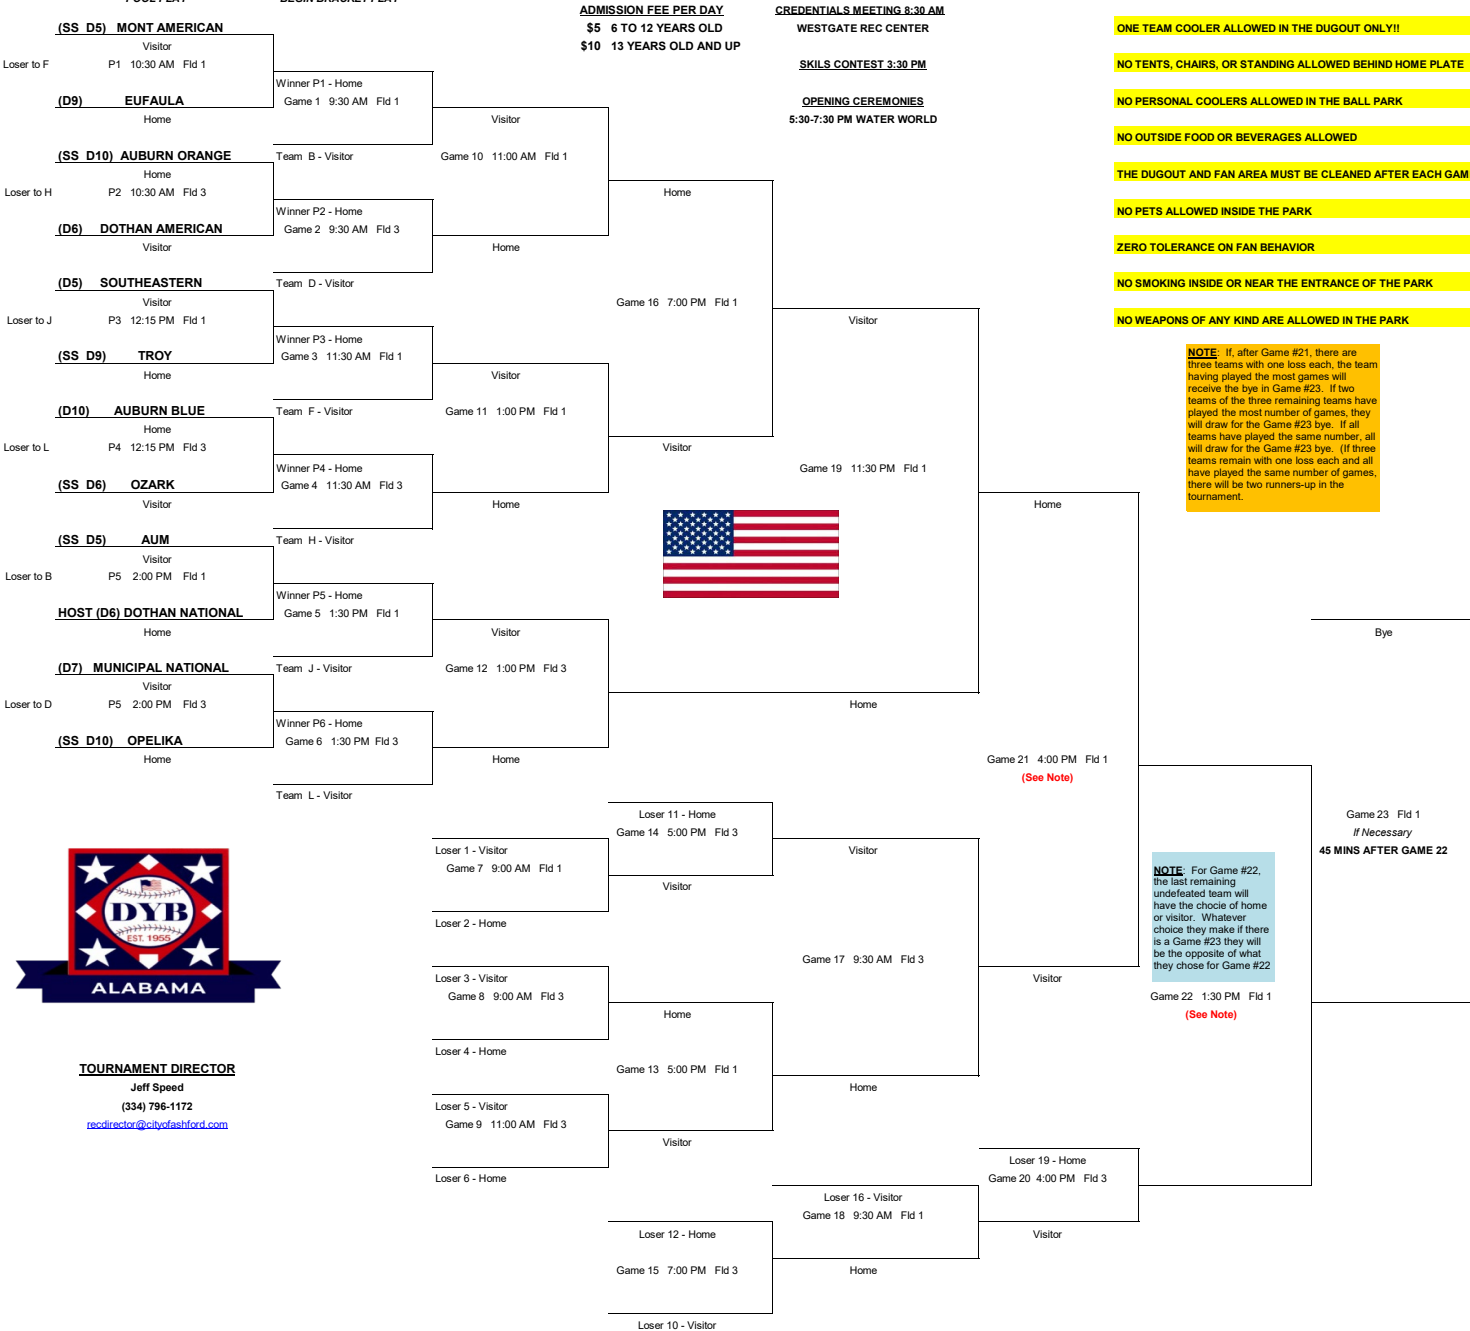 ADMISSION FEE PER DAY
$5 6 TO 12 YEARS OLD
$10 13 YEARS OLD AND UP
CREDENTIALS MEETING 8:30 AM
WESTGATE REC CENTER
SKILS CONTEST 3:30 PM
OPENING CEREMONIES
5:30-7:30 PM WATER WORLD
ONE TEAM COOLER ALLOWED IN THE DUGOUT ONLY!!
NO TENTS, CHAIRS, OR STANDING ALLOWED BEHIND HOME PLATE
NO PERSONAL COOLERS ALLOWED IN THE BALL PARK
NO OUTSIDE FOOD OR BEVERAGES ALLOWED
THE DUGOUT AND FAN AREA MUST BE CLEANED AFTER EACH GAM
NO PETS ALLOWED INSIDE THE PARK
ZERO TOLERANCE ON FAN BEHAVIOR
NO SMOKING INSIDE OR NEAR THE ENTRANCE OF THE PARK
NO WEAPONS OF ANY KIND ARE ALLOWED IN THE PARK
NOTE: If, after Game #21, there are
three teams with one loss each, the team
having played the most games will
receive the bye in Game #23. If two
teams of the three remaining teams have
played the most number of games, they
will draw for the Game #23 bye. If all
teams have played the same number, all
will draw for the Game #23 bye. (If three
teams remain with one loss each and all
have played the same number of games,
there will be two runners-up in the
tournament.
(SS D5) MONT AMERICAN
Visitor
Loser to F P1 10:30 AM Fld 1
(D9) EUFAULA
Home
(SS D10) AUBURN ORANGE
Home
Loser to H P2 10:30 AM Fld 3
(D6) DOTHAN AMERICAN
Visitor
(D5) SOUTHEASTERN
Visitor
Loser to J P3 12:15 PM Fld 1
(SS D9) TROY
Home
(D10) AUBURN BLUE
Home
Loser to L P4 12:15 PM Fld 3
(SS D6) OZARK
Visitor
(SS D5) AUM
Visitor
Loser to B P5 2:00 PM Fld 1
HOST (D6) DOTHAN NATIONAL
Home
(D7) MUNICIPAL NATIONAL
Visitor
Loser to D P5 2:00 PM Fld 3
(SS D10) OPELIKA
Home
Winner P1 - Home
Game 1 9:30 AM Fld 1
Team B - Visitor
Winner P2 - Home
Game 2 9:30 AM Fld 3
Team D - Visitor
Winner P3 - Home
Game 3 11:30 AM Fld 1
Team F - Visitor
Winner P4 - Home
Game 4 11:30 AM Fld 3
Team H - Visitor
Winner P5 - Home
Game 5 1:30 PM Fld 1
Team J - Visitor
Winner P6 - Home
Game 6 1:30 PM Fld 3
Team L - Visitor
Visitor
Game 10 11:00 AM Fld 1
Home
Visitor
Game 11 1:00 PM Fld 1
Home
Visitor
Game 12 1:00 PM Fld 3
Home
Loser 1 - Visitor
Game 7 9:00 AM Fld 1
Loser 2 - Home
Loser 3 - Visitor
Game 8 9:00 AM Fld 3
Loser 4 - Home
Loser 5 - Visitor
Game 9 11:00 AM Fld 3
Loser 6 - Home
Home
Game 16 7:00 PM Fld 1
Visitor
Loser 11 - Home
Game 14 5:00 PM Fld 3
Visitor
Home
Game 13 5:00 PM Fld 1
Visitor
Loser 12 - Home
Game 15 7:00 PM Fld 3
Loser 10 - Visitor
Visitor
Game 19 11:30 PM Fld 1
Home
Visitor
Game 17 9:30 AM Fld 3
Home
Loser 16 - Visitor
Game 18 9:30 AM Fld 1
Home
Home
Game 21 4:00 PM Fld 1
(See Note)
Visitor
Loser 19 - Home
Game 20 4:00 PM Fld 3
Visitor
NOTE: For Game #22,
the last remaining
undefeated team will
have the chocie of home
or visitor. Whatever
choice they make if there
is a Game #23 they will
be the opposite of what
they chose for Game #22
Game 22 1:30 PM Fld 1
(See Note)
Bye
Game 23 Fld 1
If Necessary
45 MINS AFTER GAME 22
DYB
EST. 1955
ALABAMA
TOURNAMENT DIRECTOR
Jeff Speed
(334) 796-1172
recdirector@cityofashford.com